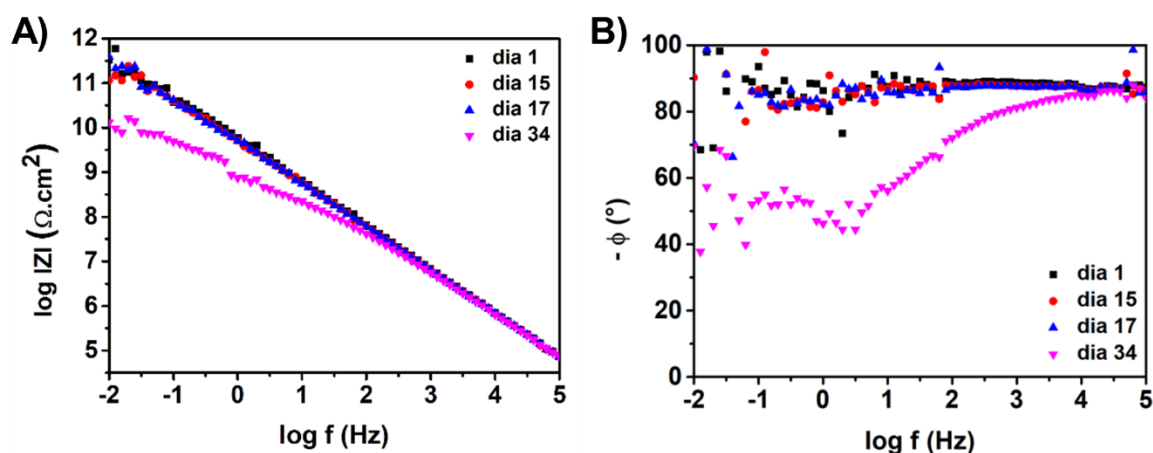 A)
12
11
10
9
8
7
6
5
log |Z| (Ω.cm²)
dia 1
dia 15
dia 17
dia 34
-2 -1 0 1 2 3 4 5
log f (Hz)
B)
100
80
60
40
20
0
- ϕ (°)
dia 1
dia 15
dia 17
dia 34
-2 -1 0 1 2 3 4 5
log f (Hz)